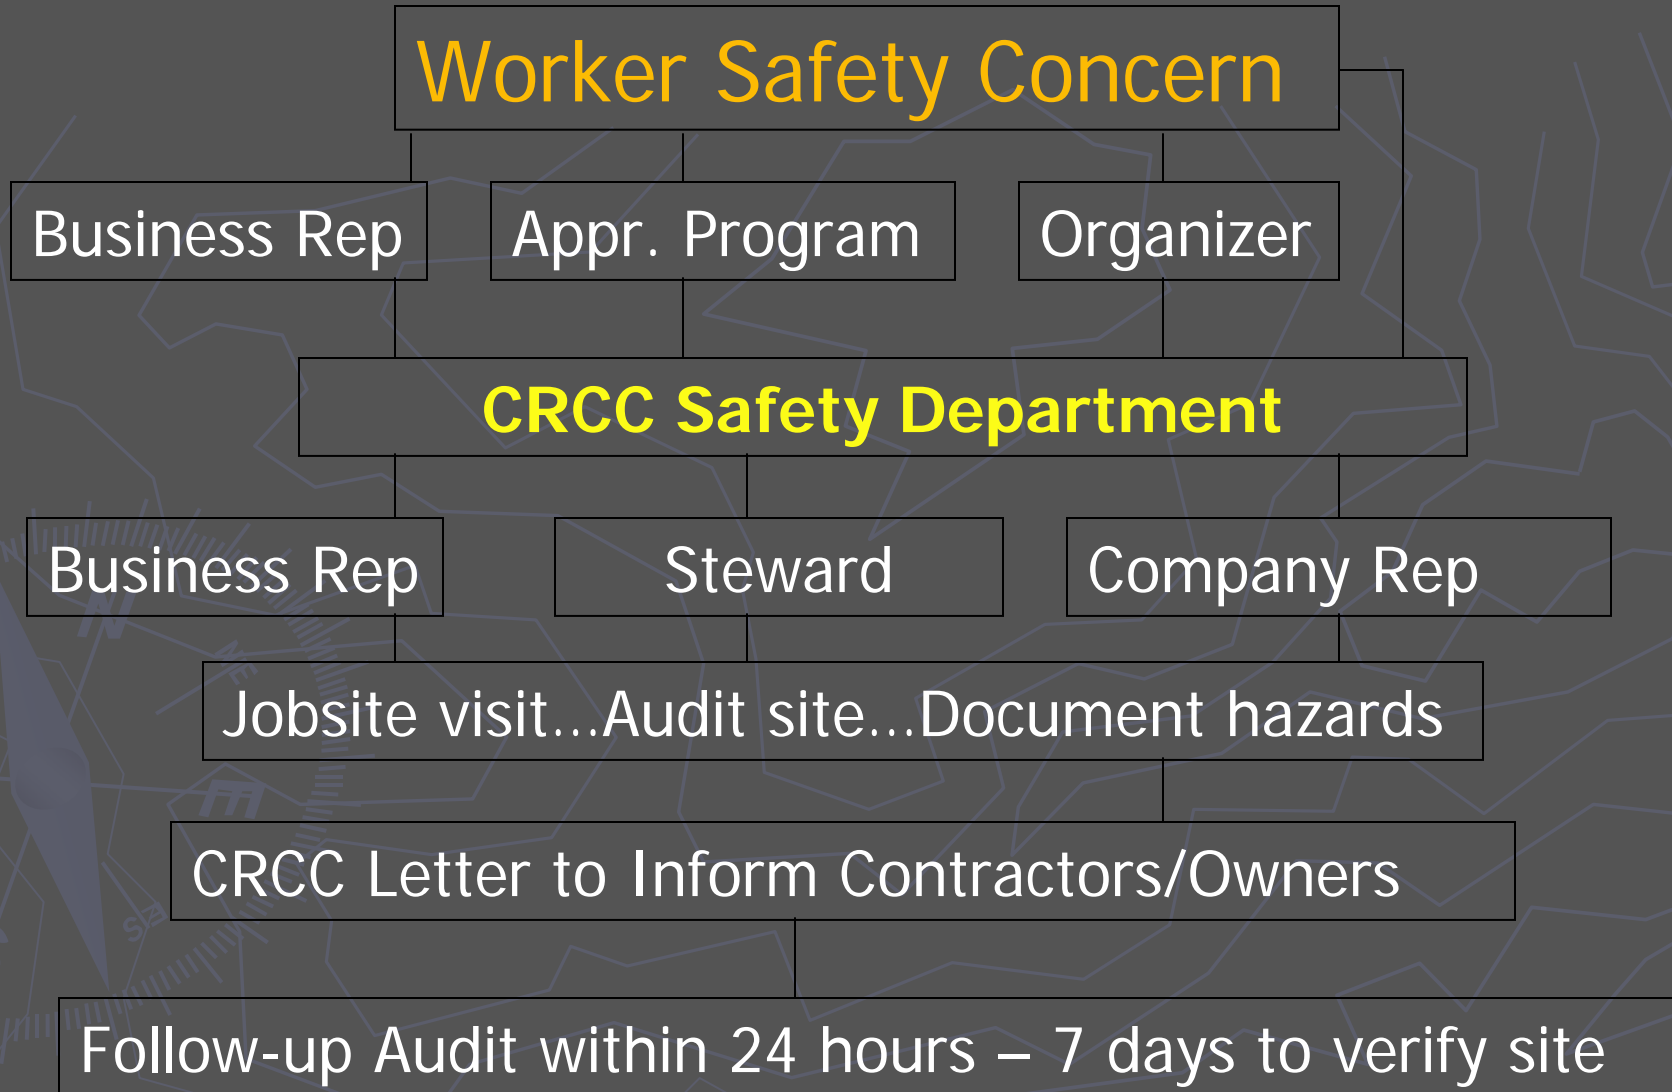 Worker Safety Concern
Business Rep
Appr. Program
Organizer
CRCC Safety Department
Business Rep
Steward
Company Rep
Jobsite visit...Audit site...Document hazards
CRCC Letter to Inform Contractors/Owners
Follow-up Audit within 24 hours – 7 days to verify site
N
NE
E
SE